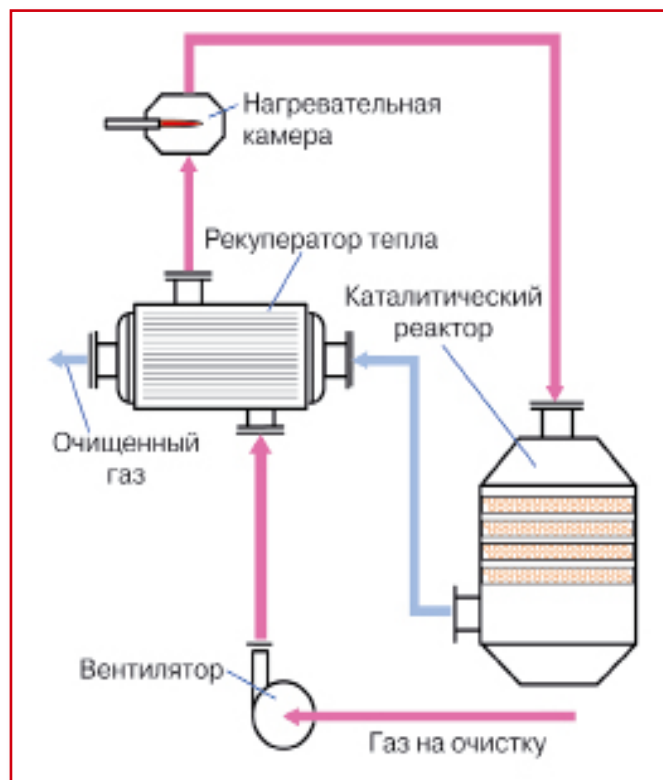 Нагревательная
камера
Рекуператор тепла
Каталитический
реактор
Очищенный
газ
Вентилятор
Газ на очистку